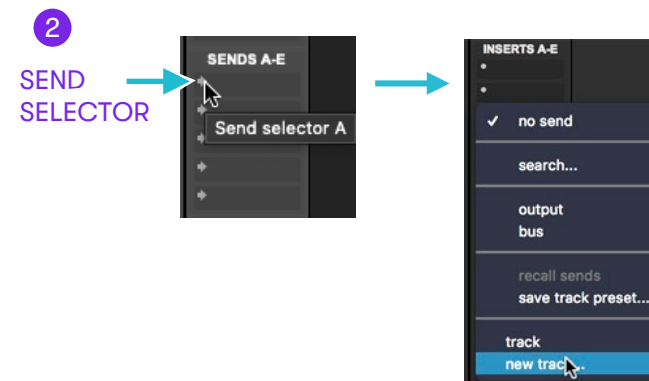 2
SEND
SELECTOR
SENDS A-E
Send selector A
INSERTS A-E
✓ no send
search...
output
bus
recall sends
save track preset...
track
new trac...